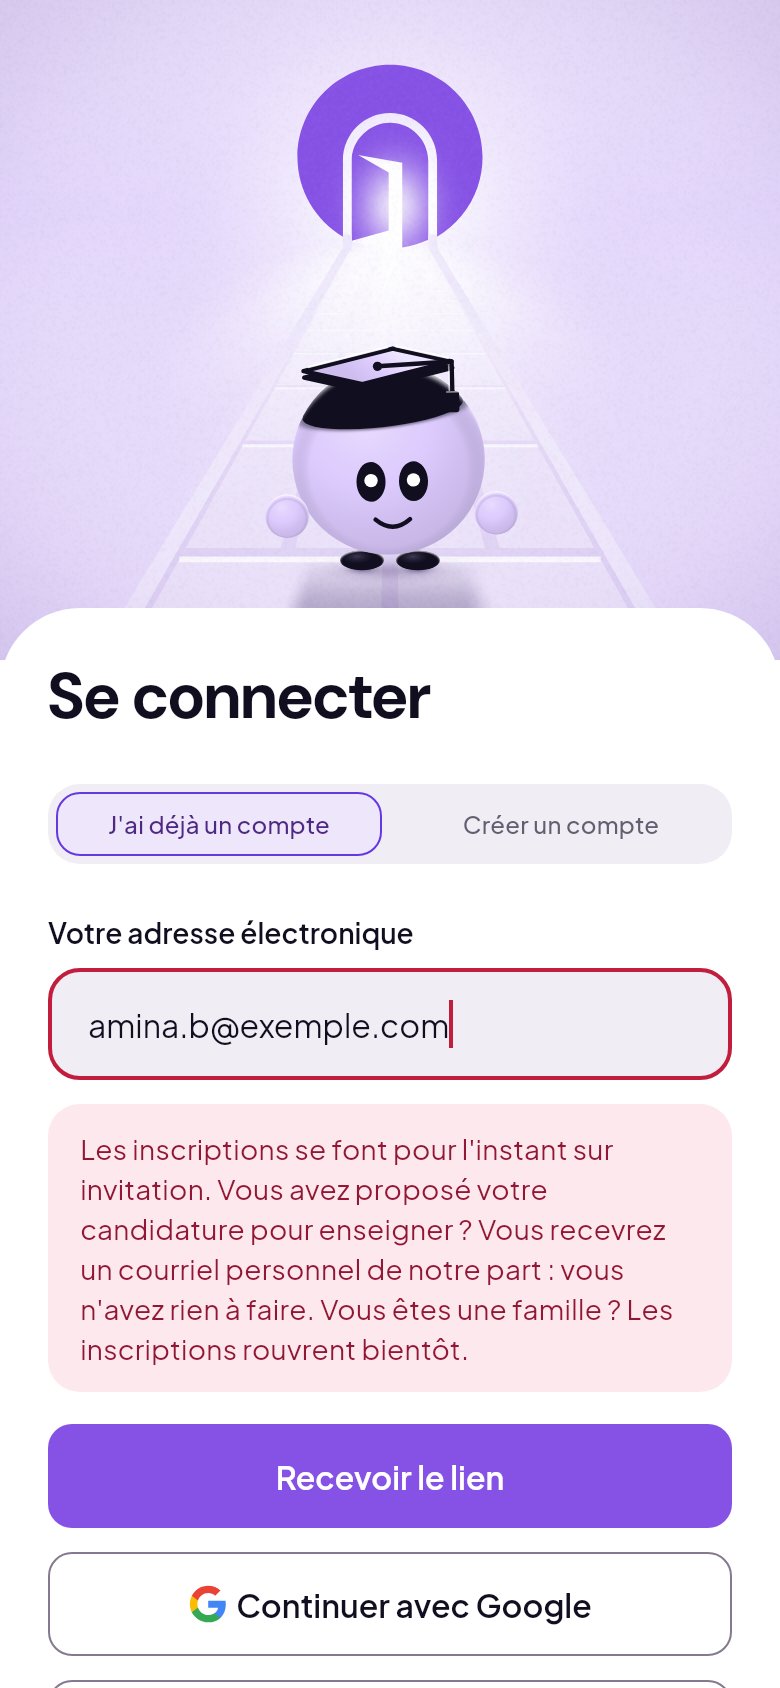 Se connecter
J'ai déjà un compte
Créer un compte
Votre adresse électronique
amina.b@exemple.com
Les inscriptions se font pour l'instant sur
invitation. Vous avez proposé votre
candidature pour enseigner ? Vous recevrez
un courriel personnel de notre part : vous
n'avez rien à faire. Vous êtes une famille ? Les
inscriptions rouvrent bientôt.
Recevoir le lien
Continuer avec Google